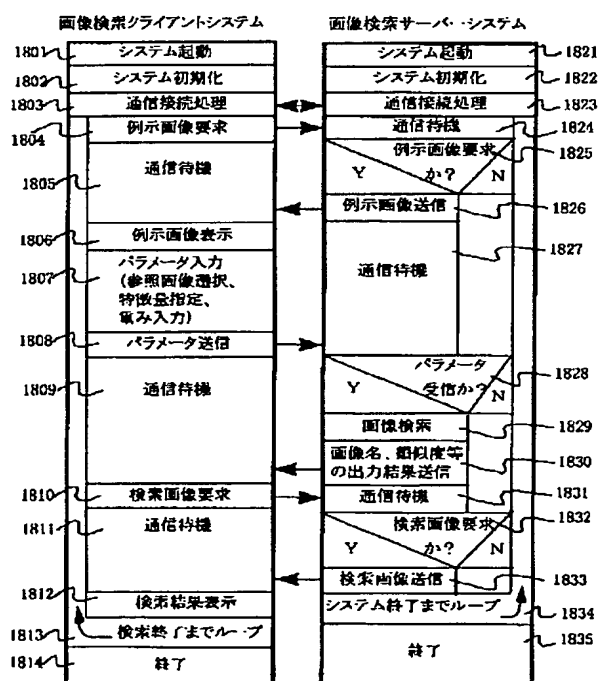 画像検索クライアントシステム
1801 システム起動
1802 システム初期化
1803 通信接続処理
1804 例示画像要求
1805 通信待機
1806 例示画像表示
1807 パラメータ入力
(参照画像選択、
特徴量指定、
重み入力)
1808 パラメータ送信
1809 通信待機
1810 検索画像要求
1811 通信待機
1812 検索結果表示
1813 検索終了までループ
1814 終了
画像検索サーバ・システム
システム起動 1821
システム初期化 1822
通信接続処理 1823
通信待機 1824
例示画像要求 1825
Y か? N
例示画像送信 1826
通信待機 1827
パラメータ 1828
Y 受信か? N
画像検索 1829
画像名、類似度等 1830
の出力結果送信
通信待機 1831
検索画像要求 1832
Y か? N
検索画像送信 1833
システム終了までループ 1834
終了 1835